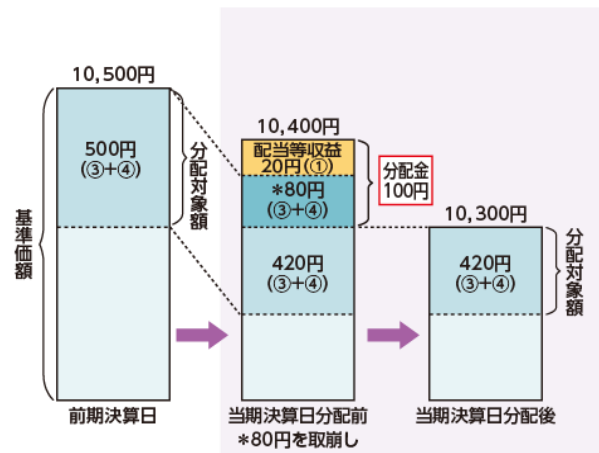 10,500円
500円
(③+④)
分配対象額
基準価額
前期決算日
10,400円
配当等収益
20円(①)
*80円
(③+④)
420円
(③+④)
分配金
100円
当期決算日分配前
*80円を取崩し
10,300円
420円
(③+④)
分配対象額
当期決算日分配後